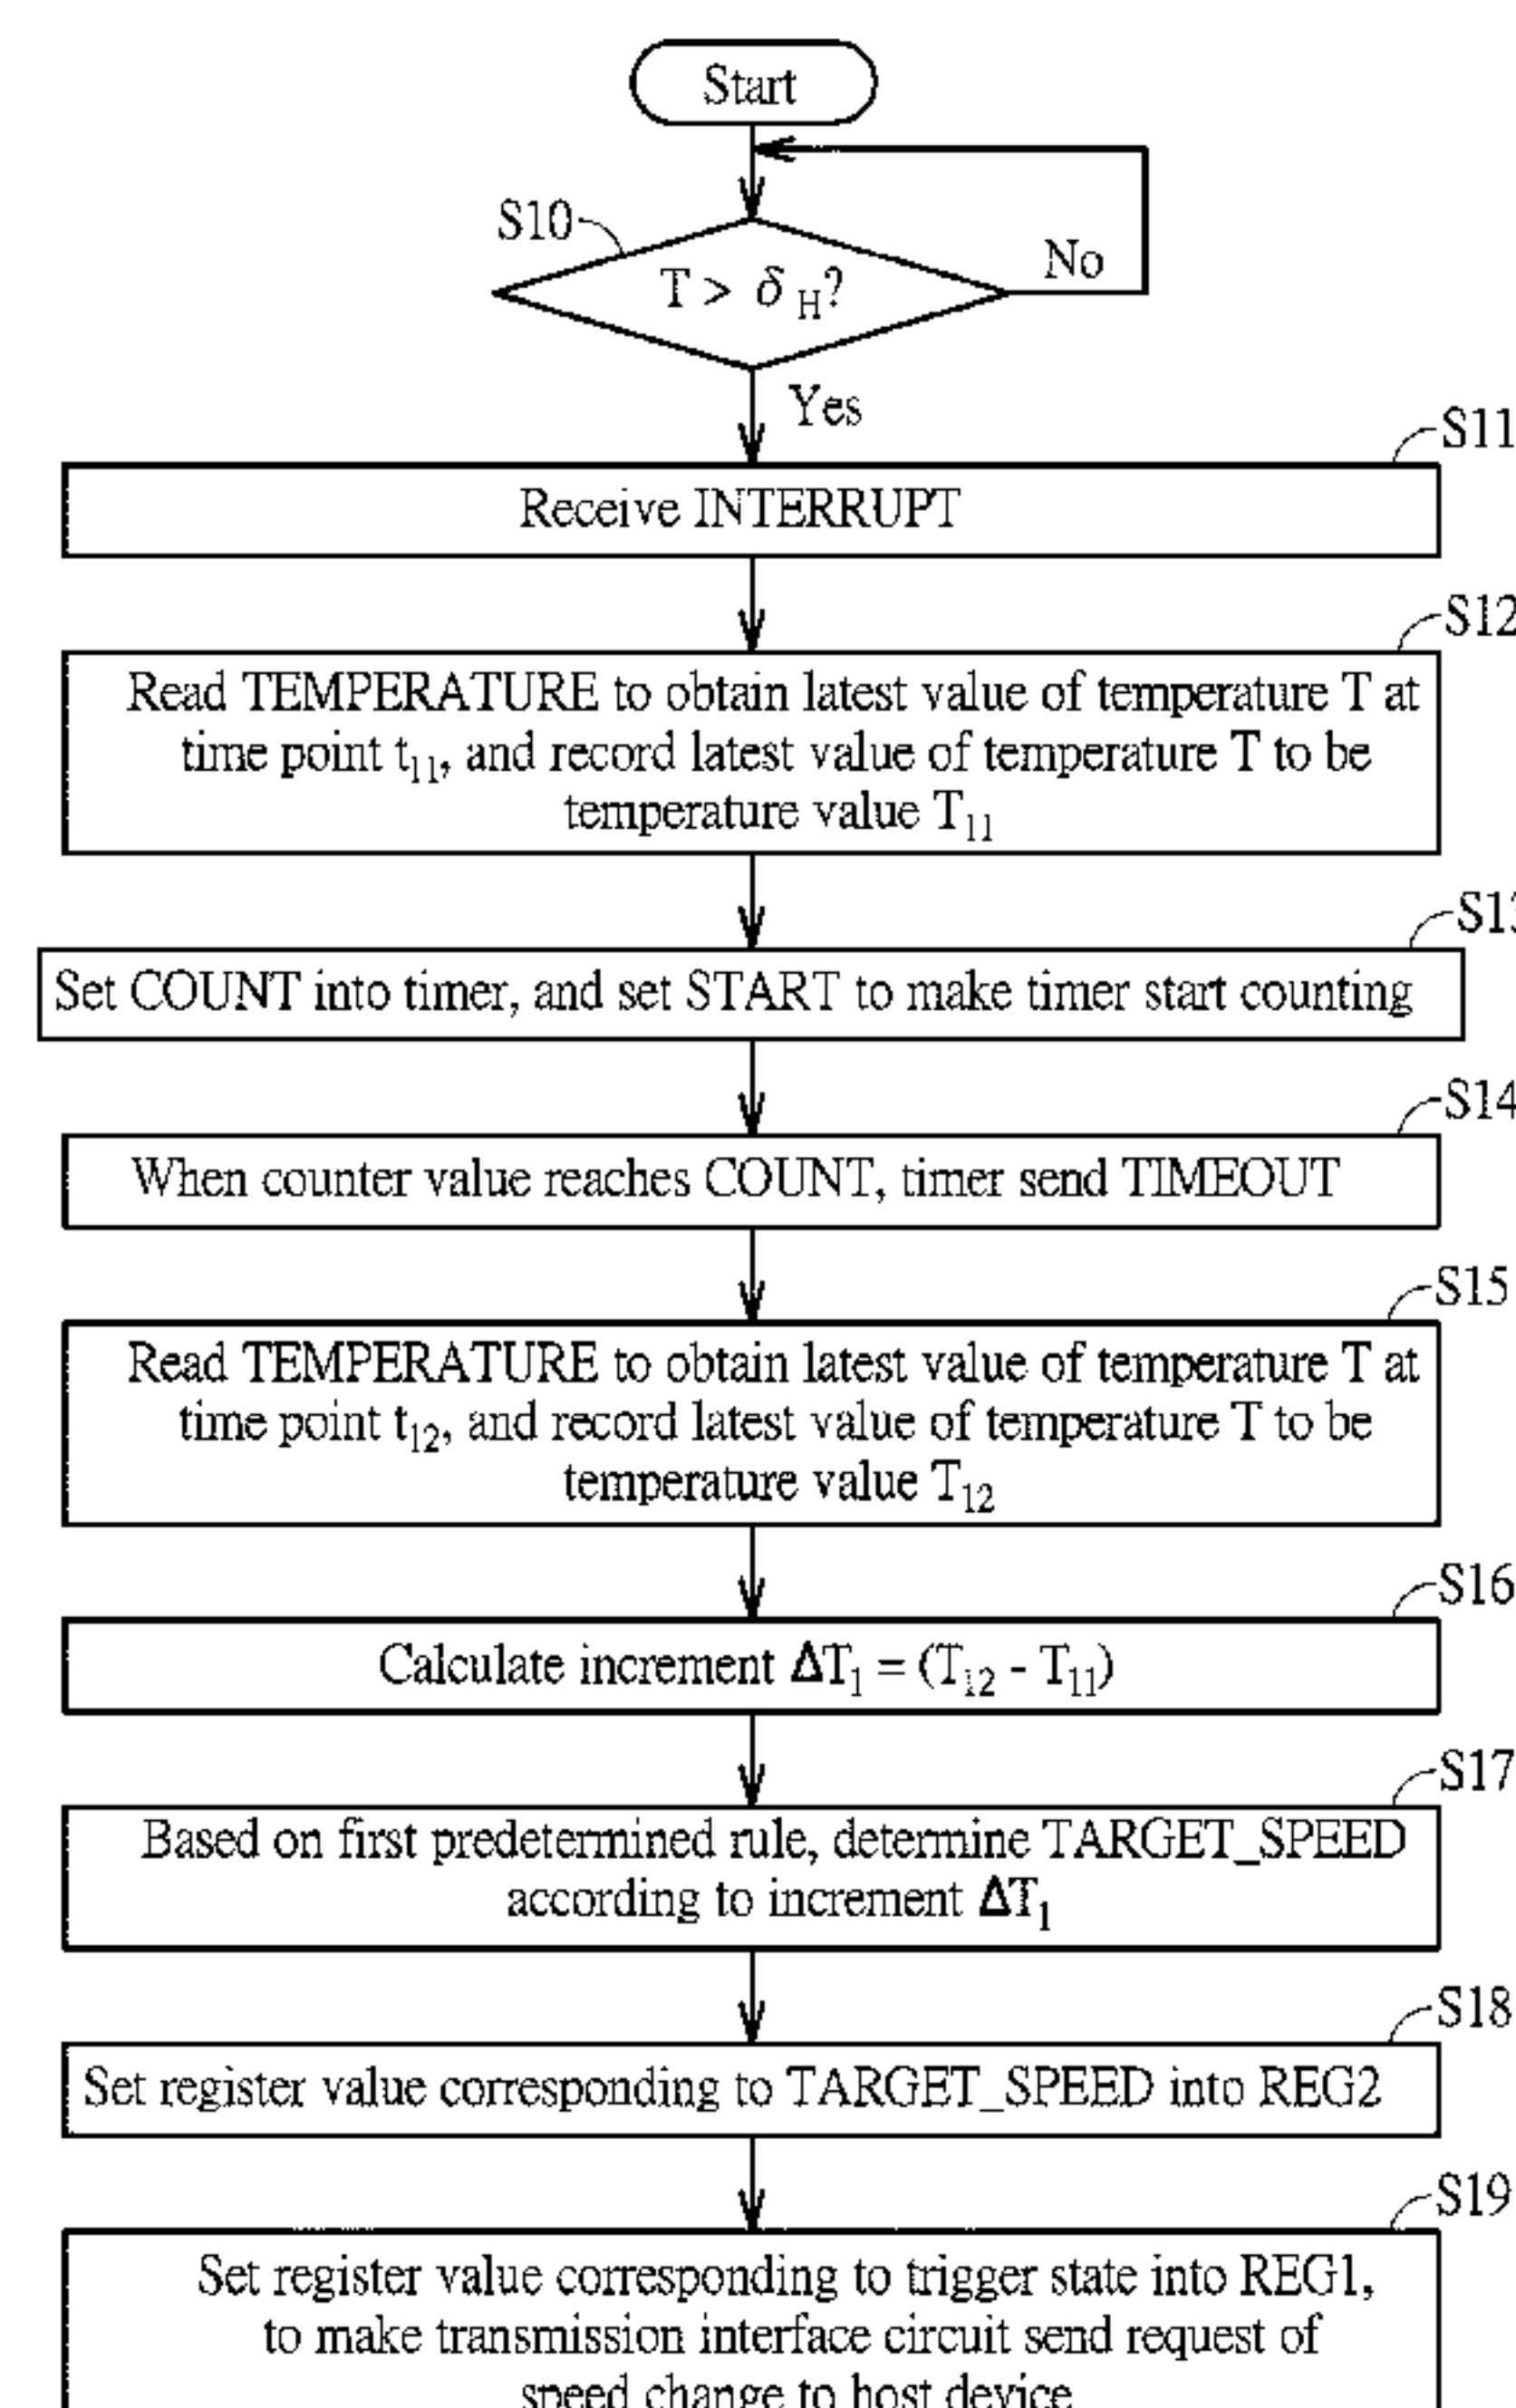 Start
S10
T > δH?
No
Yes
S11
Receive INTERRUPT
S12
Read TEMPERATURE to obtain latest value of temperature T at
time point t11, and record latest value of temperature T to be
temperature value T11
S13
Set COUNT into timer, and set START to make timer start counting
S14
When counter value reaches COUNT, timer send TIMEOUT
S15
Read TEMPERATURE to obtain latest value of temperature T at
time point t12, and record latest value of temperature T to be
temperature value T12
S16
Calculate increment ΔT1 = (T12 - T11)
S17
Based on first predetermined rule, determine TARGET_SPEED
according to increment ΔT1
S18
Set register value corresponding to TARGET_SPEED into REG2
S19
Set register value corresponding to trigger state into REG1,
to make transmission interface circuit send request of
speed change to host device